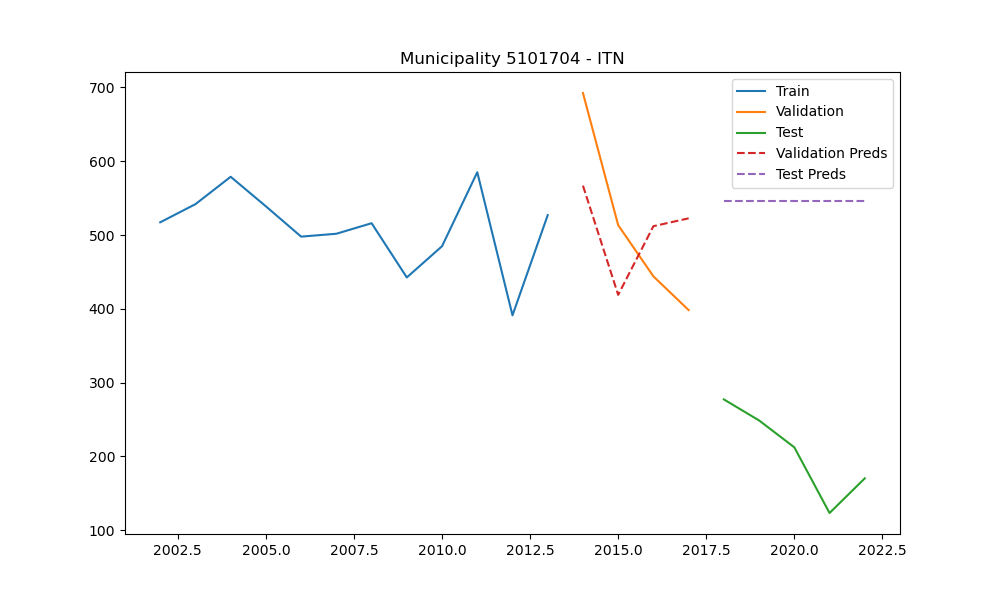 Municipality 5101704 - ITN
Train
Validation
Test
Validation Preds
Test Preds
700
600
500
400
300
200
100
2002.5 2005.0 2007.5 2010.0 2012.5 2015.0 2017.5 2020.0 2022.5